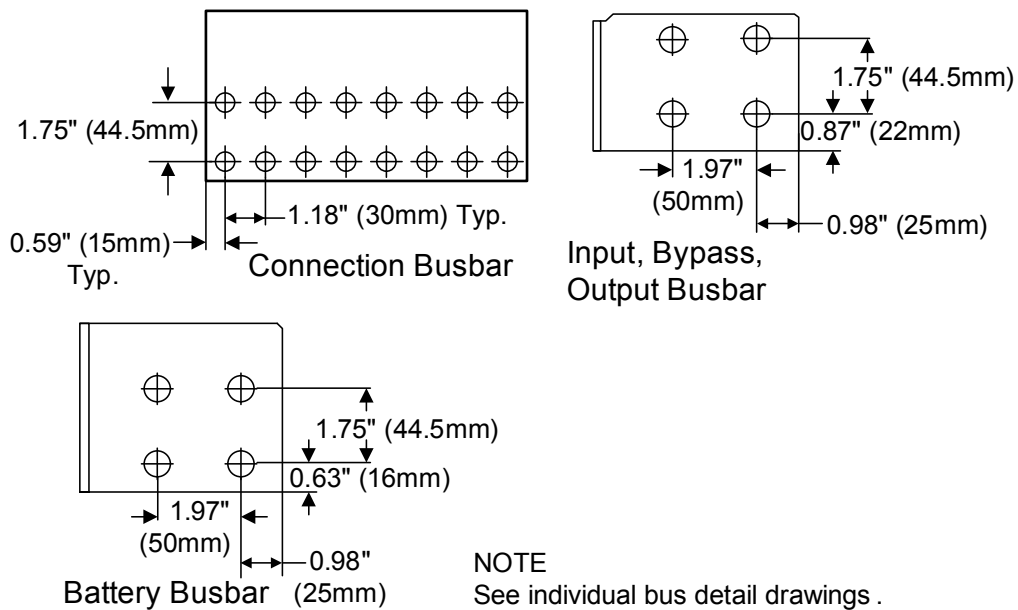 1.75" (44.5mm)
1.18" (30mm) Typ.
0.59" (15mm)
Typ.
Connection Busbar
1.75" (44.5mm)
0.87" (22mm)
1.97"
(50mm)
0.98" (25mm)
Input, Bypass,
Output Busbar
1.75" (44.5mm)
0.63" (16mm)
1.97"
(50mm)
0.98"
(25mm)
Battery Busbar
NOTE
See individual bus detail drawings .